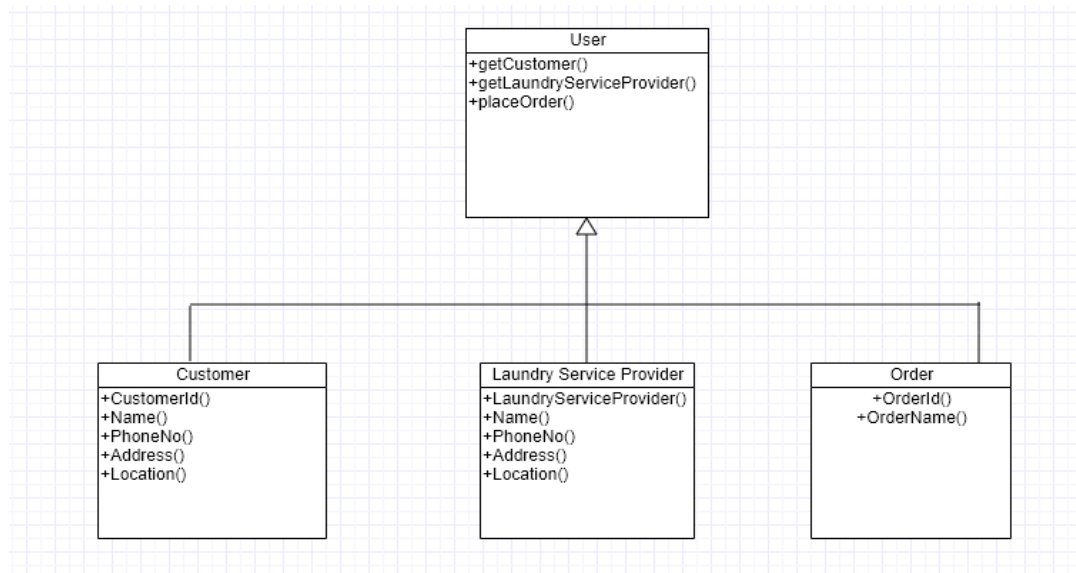 User
+getCustomer()
+getLaundryServiceProvider()
+placeOrder()
Customer
+CustomerId()
+Name()
+PhoneNo()
+Address()
+Location()
Laundry Service Provider
+LaundryServiceProvider()
+Name()
+PhoneNo()
+Address()
+Location()
Order
+OrderId()
+OrderName()